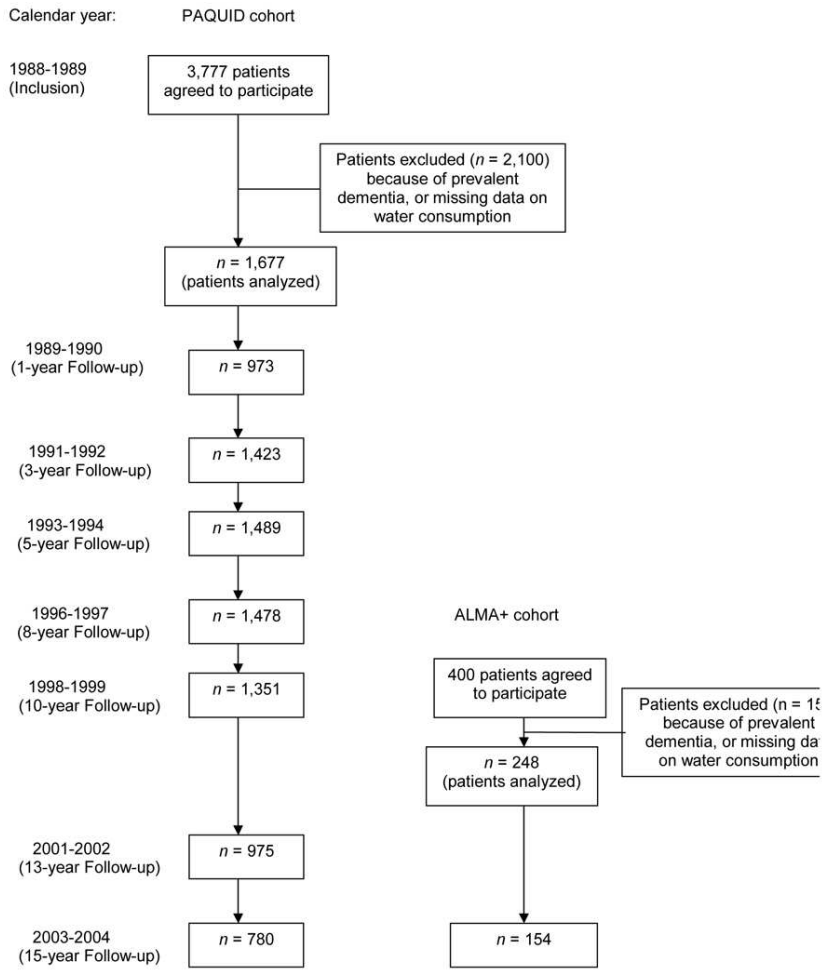 Calendar year: PAQUID cohort
1988-1989
(Inclusion)
3,777 patients
agreed to participate
Patients excluded (n = 2,100)
because of prevalent
dementia, or missing data on
water consumption
n = 1,677
(patients analyzed)
1989-1990
(1-year Follow-up)
n = 973
1991-1992
(3-year Follow-up)
n = 1,423
1993-1994
(5-year Follow-up)
n = 1,489
1996-1997
(8-year Follow-up)
n = 1,478
ALMA+ cohort
1998-1999
(10-year Follow-up)
n = 1,351
400 patients agreed
to participate
Patients excluded (n =
because of prevalent
dementia, or missing
on water consumption
n = 248
(patients analyzed)
2001-2002
(13-year Follow-up)
n = 975
2003-2004
(15-year Follow-up)
n = 780
n = 154